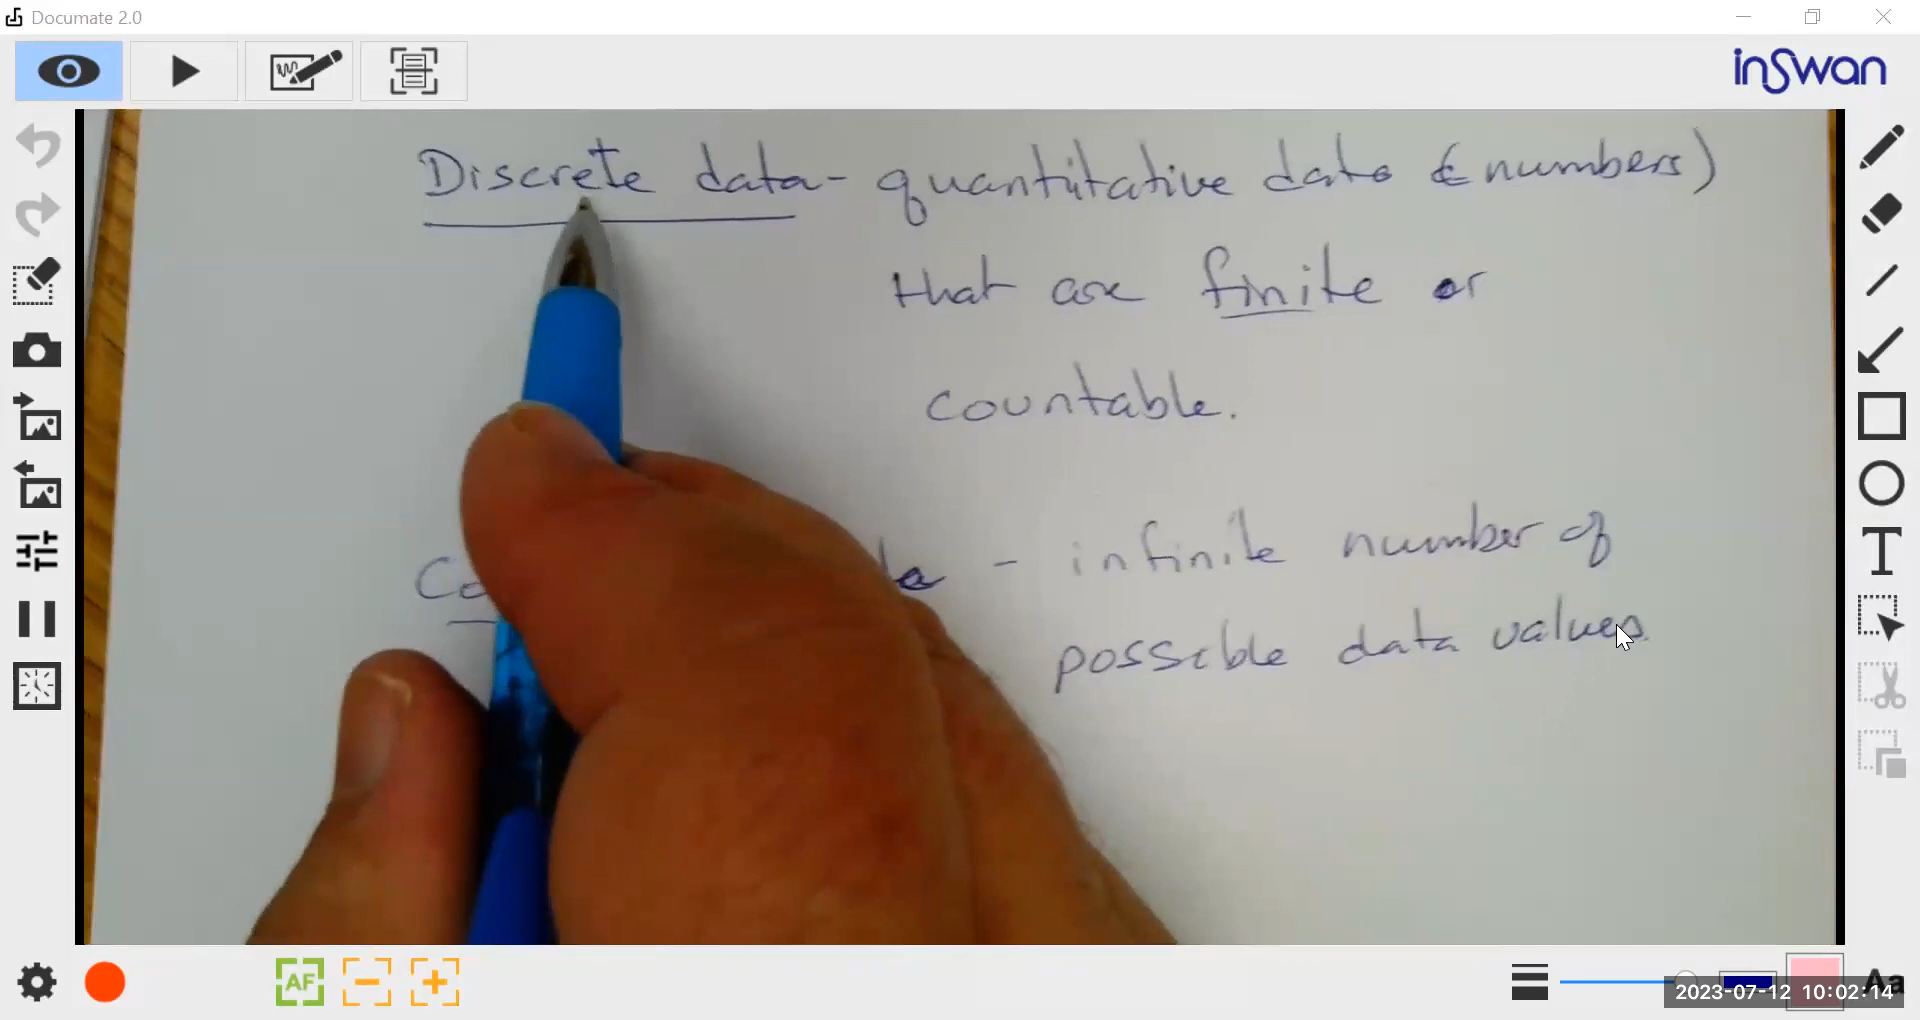 Documate 2.0
inSwan
Discrete data - quantitative data (numbers)
that are finite or
countable.
- infinite number of
possible data values.
T
AF
Aa
2023-07-12 10:02:14